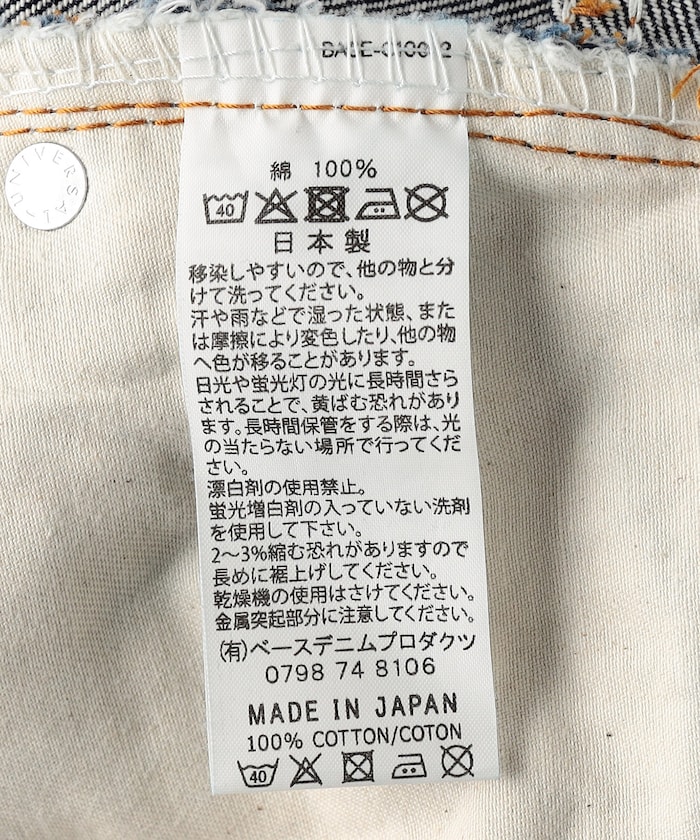 綿 100%
40
日本製
移染しやすいので、他の物と分
けて洗ってください。
汗や雨などで湿った状態、また
は摩擦により変色したり、他の物
へ色が移ることがあります。
日光や蛍光灯の光に長時間さら
されることで、黄ばむ恐れがあり
ます。長時間保管をする際は、光
の当たらない場所で行ってくだ
さい。
漂白剤の使用禁止。
蛍光増白剤の入っていない洗剤
を使用して下さい。
2〜3%縮む恐れがありますので
長めに裾上げしてください。
乾燥機の使用はさけてください。
金属突起部分に注意してください。
(有)ベースデニムプロダクツ
0798 74 8106
MADE IN JAPAN
100% COTTON/COTON
40
UNIVERSAL